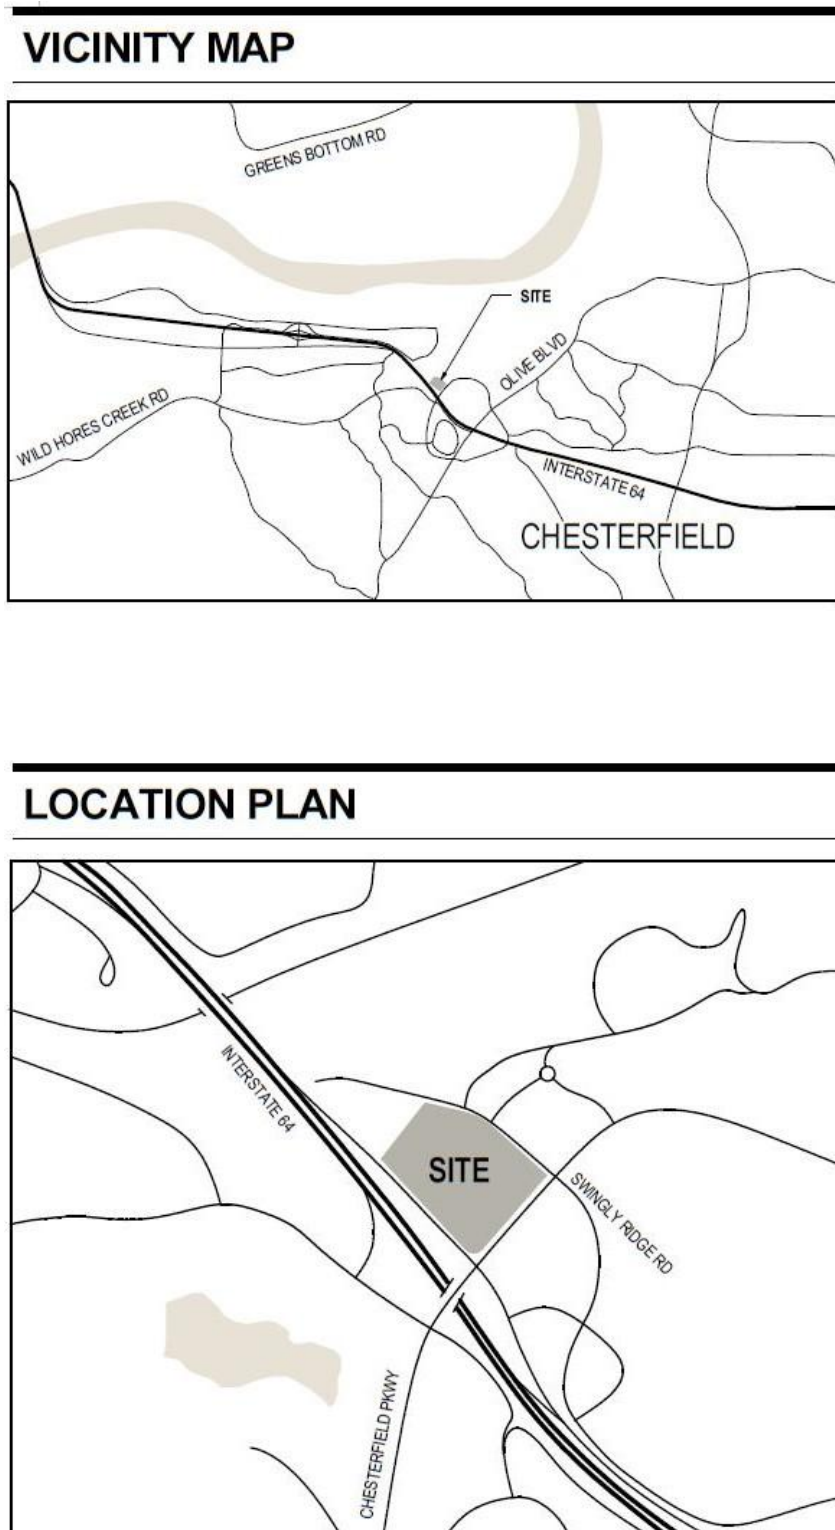 VICINITY MAP
GREENS BOTTOM RD
SITE
OLIVE BLVD
WILD HORES CREEK RD
INTERSTATE 64
CHESTERFIELD
LOCATION PLAN
INTERSTATE 64
SITE
SWINGLY RIDGE RD
CHESTERFIELD PKWY